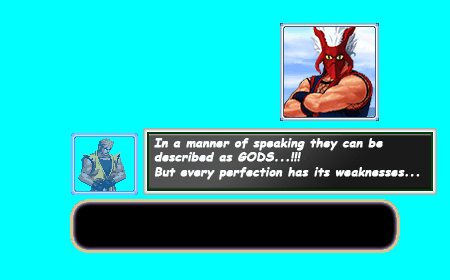 In a manner of speaking they can be
described as GODS...!!!
But every perfection has its weaknesses...